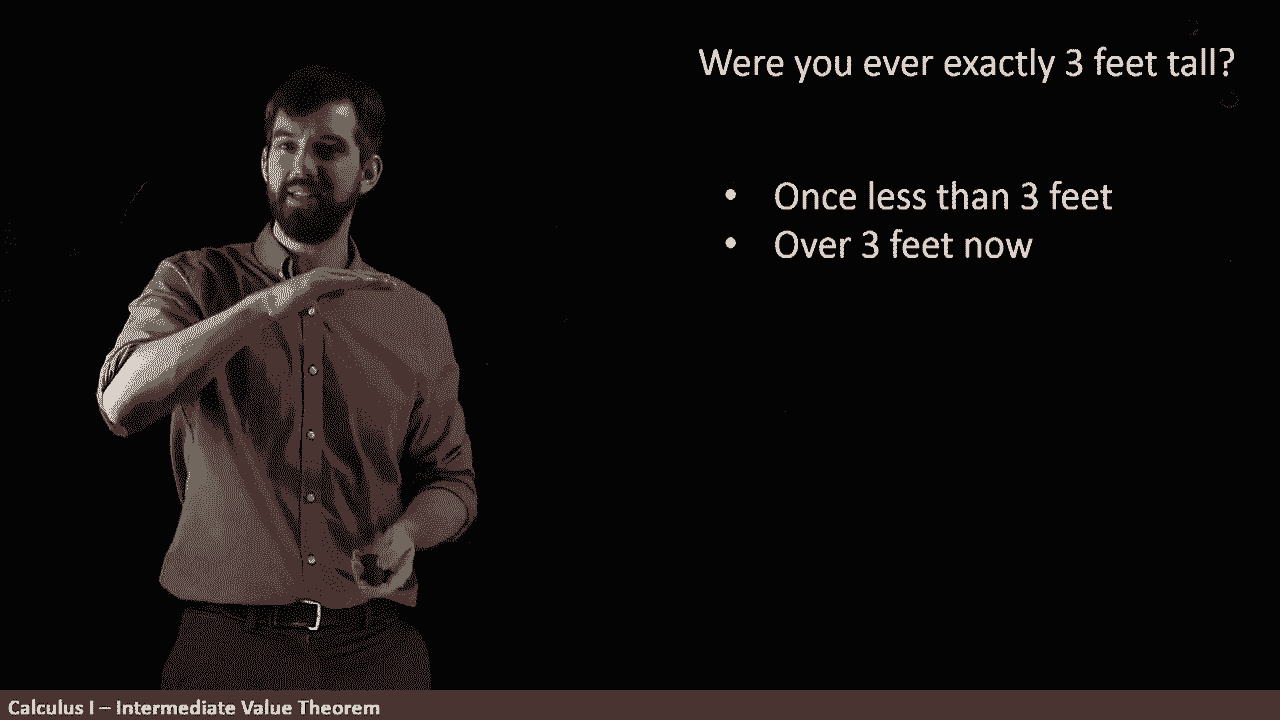 Were you ever exactly 3 feet tall?
• Once less than 3 feet
• Over 3 feet now
Calculus I – Intermediate Value Theorem